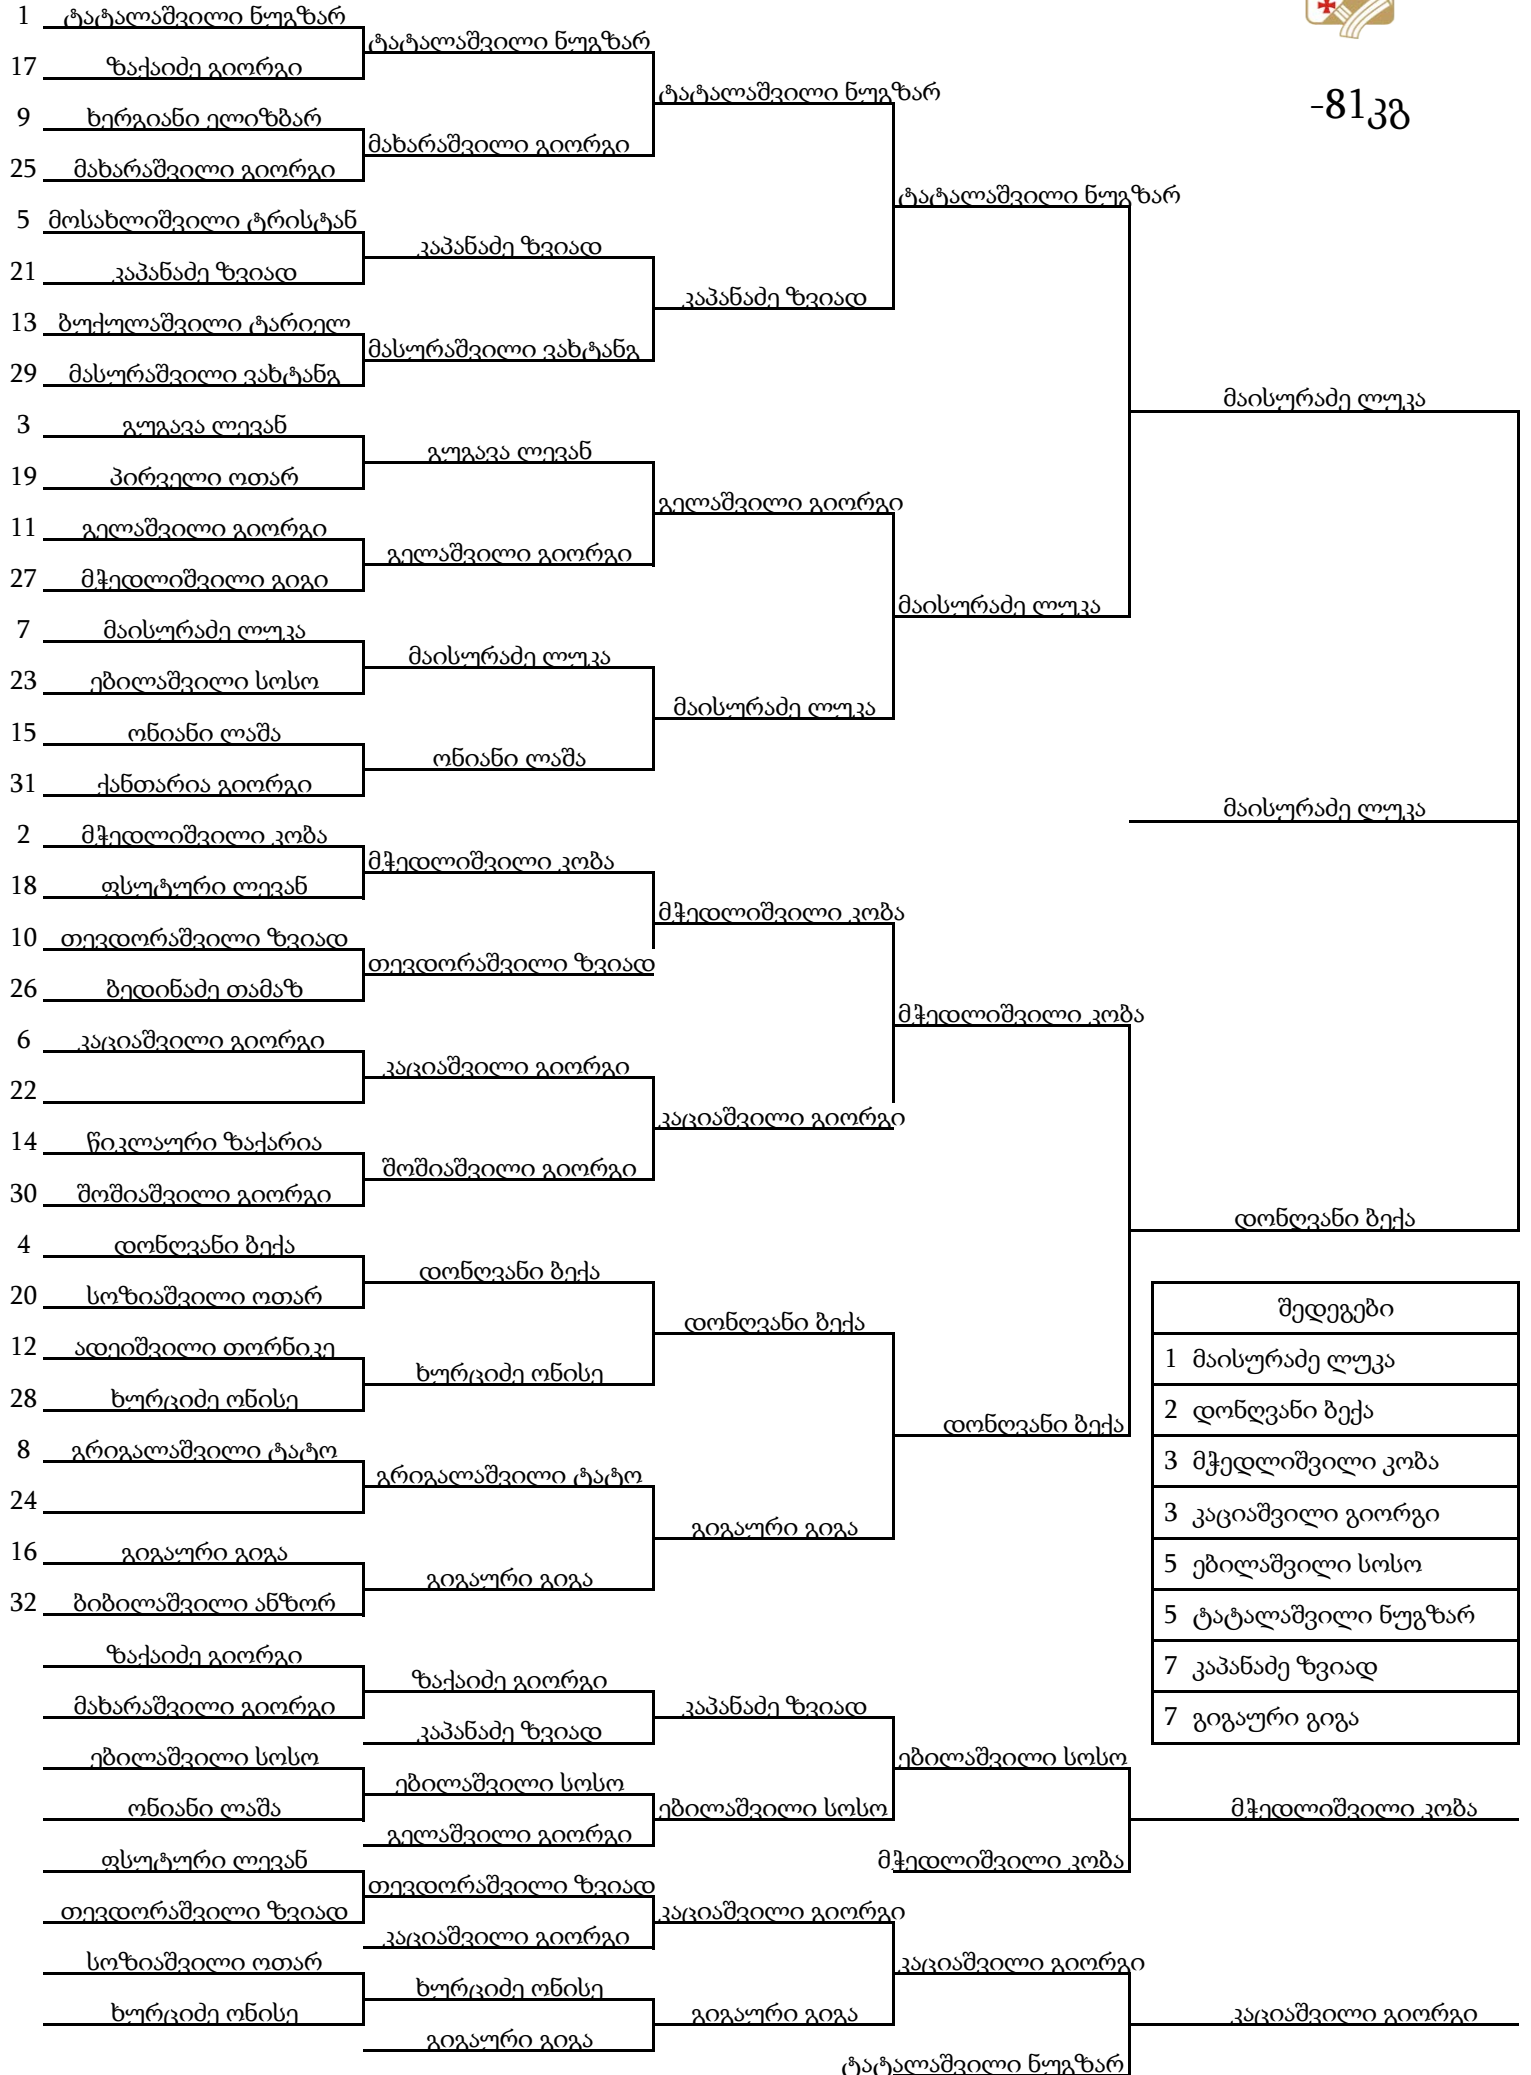 1 ტატალაშვილი ნუგზარ
ტატალაშვილი ნუგზარ
17 ზაქაიძე გიორგი
ტატალაშვილი ნუგზარ
-81კგ
9 ხერგიანი ელიზბარ
მახარაშვილი გიორგი
25 მახარაშვილი გიორგი
ტატალაშვილი ნუგზარ
5 მოსახლიშვილი ტრისტან
კაპანაძე ზვიად
21 კაპანაძე ზვიად
კაპანაძე ზვიად
13 ბუქულაშვილი ტარიელ
მასურაშვილი ვახტანგ
29 მასურაშვილი ვახტანგ
მაისურაძე ლუკა
3 გუგავა ლევან
გუგავა ლევან
19 პირველი ოთარ
გელაშვილი გიორგი
11 გელაშვილი გიორგი
გელაშვილი გიორგი
27 მჭედლიშვილი გიგი
მაისურაძე ლუკა
7 მაისურაძე ლუკა
მაისურაძე ლუკა
23 ებილაშვილი სოსო
მაისურაძე ლუკა
15 ონიანი ლაშა
ონიანი ლაშა
31 ქანთარია გიორგი
მაისურაძე ლუკა
2 მჭედლიშვილი კობა
მჭედლიშვილი კობა
18 ფსუტური ლევან
მჭედლიშვილი კობა
10 თევდორაშვილი ზვიად
თევდორაშვილი ზვიად
26 ბედინაძე თამაზ
მჭედლიშვილი კობა
6 კაციაშვილი გიორგი
კაციაშვილი გიორგი
22
კაციაშვილი გიორგი
14 წიკლაური ზაქარია
შოშიაშვილი გიორგი
30 შოშიაშვილი გიორგი
დონღვანი ბექა
4 დონღვანი ბექა
დონღვანი ბექა
20 სოზიაშვილი ოთარ
შედეგები
დონღვანი ბექა
12 ადეიშვილი თორნიკე
1 მაისურაძე ლუკა
ხურციძე ონისე
28 ხურციძე ონისე
2 დონღვანი ბექა
დონღვანი ბექა
8 გრიგალაშვილი ტატო
3 მჭედლიშვილი კობა
გრიგალაშვილი ტატო
24
3 კაციაშვილი გიორგი
გიგაური გიგა
16 გიგაური გიგა
5 ებილაშვილი სოსო
გიგაური გიგა
32 ბიბილაშვილი ანზორ
5 ტატალაშვილი ნუგზარ
ზაქაიძე გიორგი
7 კაპანაძე ზვიად
ზაქაიძე გიორგი
მახარაშვილი გიორგი
კაპანაძე ზვიად
7 გიგაური გიგა
კაპანაძე ზვიად
ებილაშვილი სოსო
ებილაშვილი სოსო
ებილაშვილი სოსო
ონიანი ლაშა
ებილაშვილი სოსო
მჭედლიშვილი კობა
გელაშვილი გიორგი
ფსუტური ლევან
მჭედლიშვილი კობა
თევდორაშვილი ზვიად
თევდორაშვილი ზვიად
კაციაშვილი გიორგი
კაციაშვილი გიორგი
სოზიაშვილი ოთარ
კაციაშვილი გიორგი
ხურციძე ონისე
ხურციძე ონისე
გიგაური გიგა
კაციაშვილი გიორგი
გიგაური გიგა
ტატალაშვილი ნუგზარ